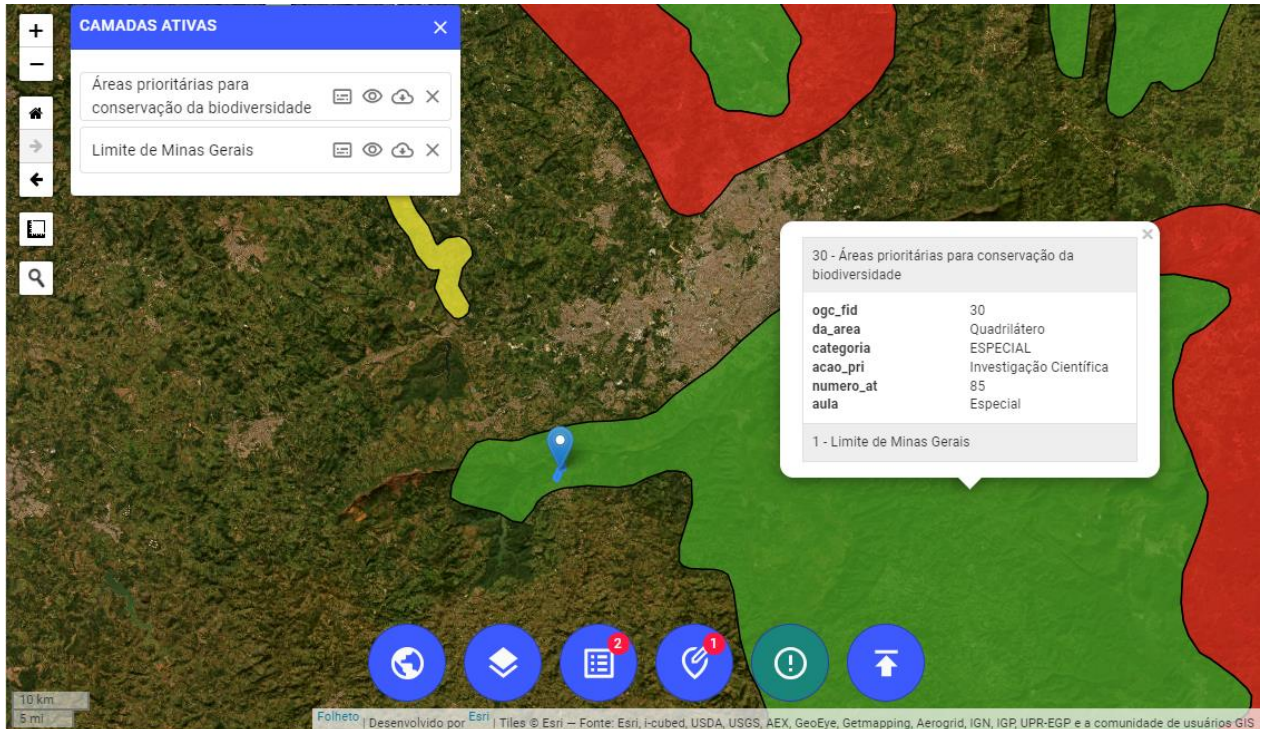 +
CAMADAS ATIVAS ×
−
Áreas prioritárias para
conservação da biodiversidade
Limite de Minas Gerais
30 - Áreas prioritárias para conservação da
biodiversidade
ogc_fid 30
da_area Quadrilátero
categoria ESPECIAL
acao_pri Investigação Científica
numero_at 85
aula Especial
1 - Limite de Minas Gerais
2
1
10 km
5 mi
Folheto | Desenvolvido por Esri | Tiles © Esri — Fonte: Esri, i-cubed, USDA, USGS, AEX, GeoEye, Getmapping, Aerogrid, IGN, IGP, UPR-EGP e a comunidade de usuários GIS